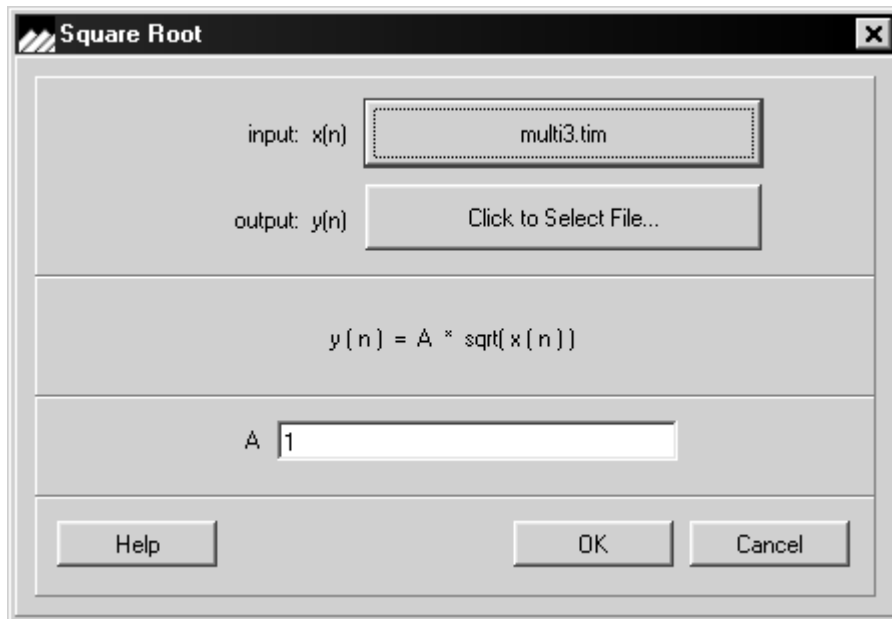 Square Root
input: x(n) multi3.tim
output: y(n) Click to Select File...
y ( n ) = A * sqrt( x ( n ) )
A 1
Help OK Cancel